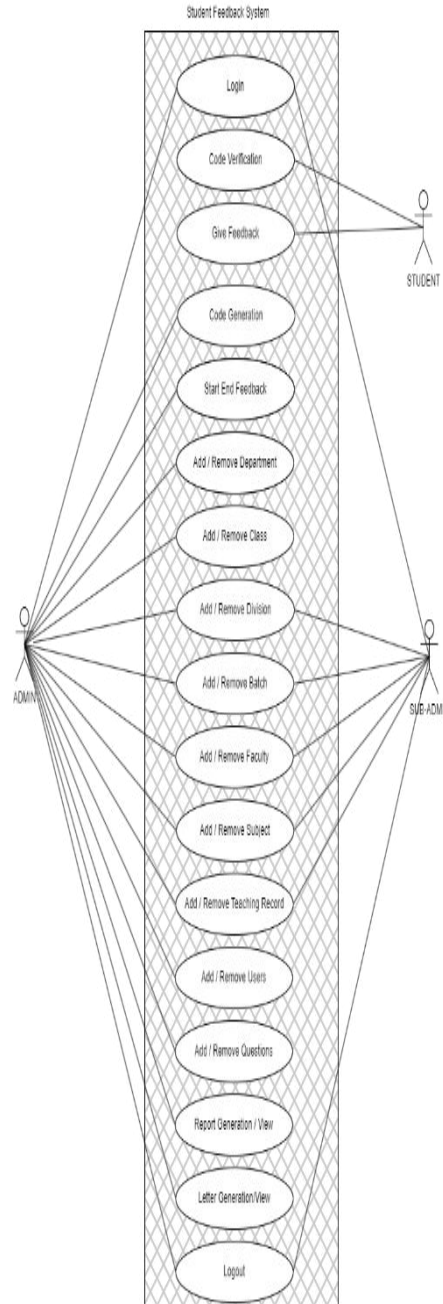 Student Feedback System
Login
Code Verification
Give Feedback
STUDENT
Code Generation
Start End Feedback
Add / Remove Department
Add / Remove Class
Add / Remove Division
ADMIN
Add / Remove Batch
SUB-ADM
Add / Remove Faculty
Add / Remove Subject
Add / Remove Teaching Record
Add / Remove Users
Add / Remove Questions
Report Generation / View
Letter Generation/View
Logout